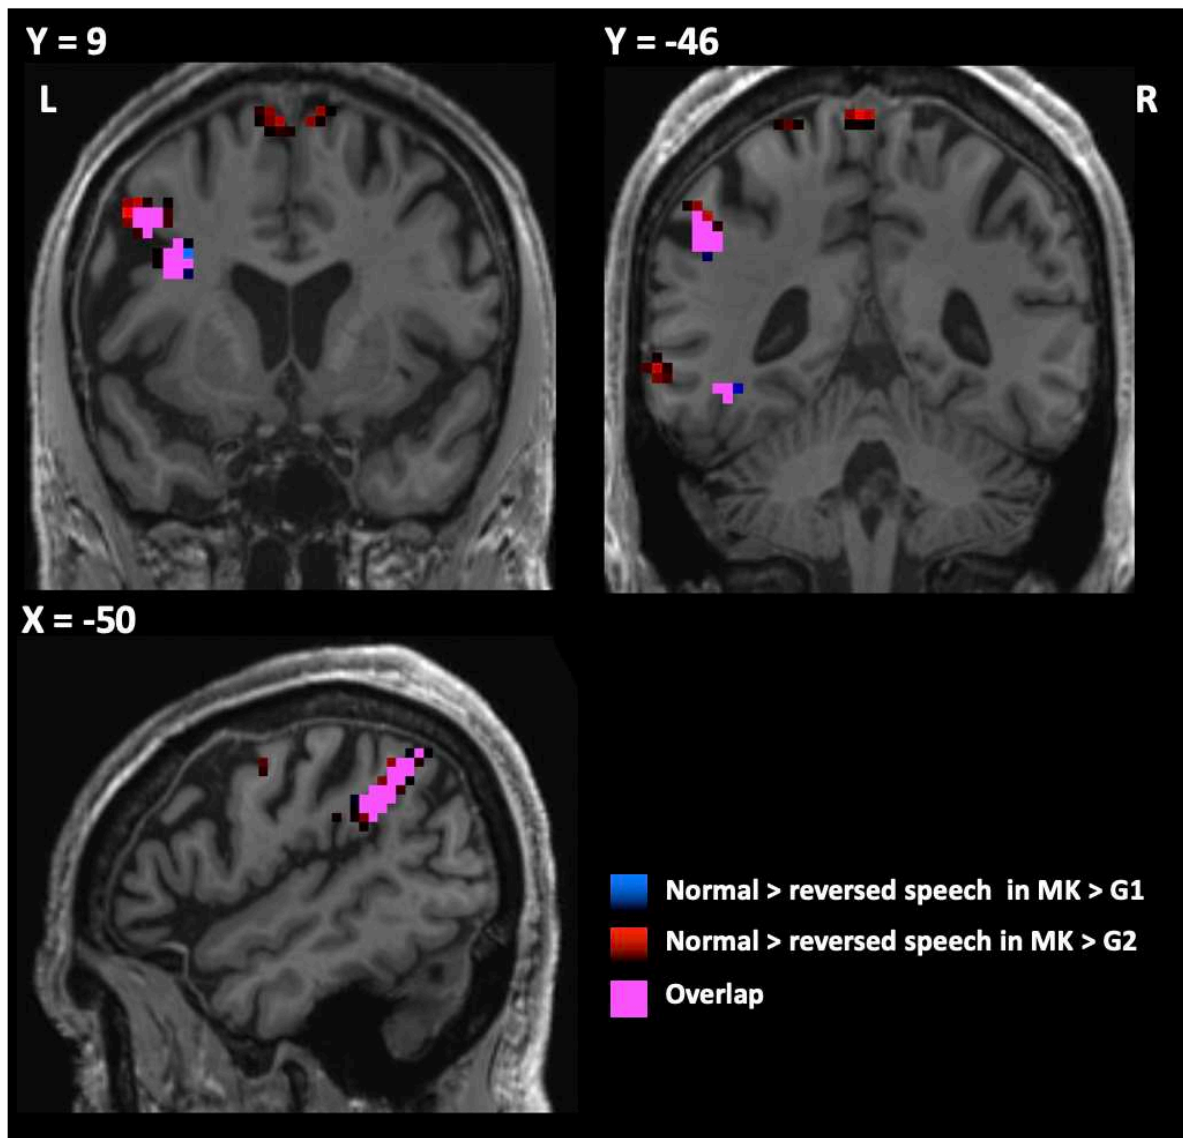 Y = 9
Y = -46
L
R
X = -50
Normal > reversed speech in MK > G1
Normal > reversed speech in MK > G2
Overlap